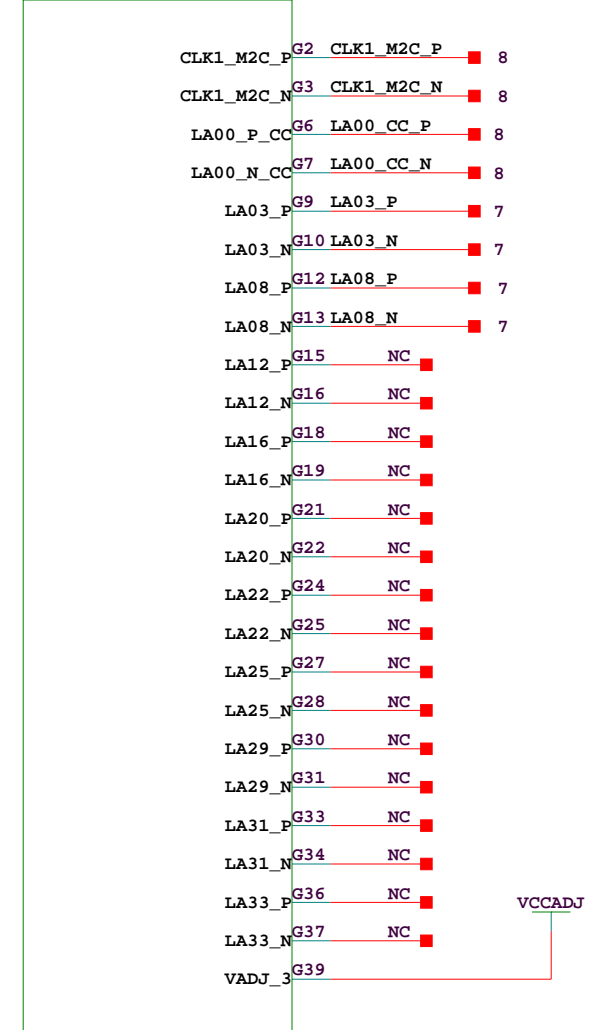 CLK1_M2C_P G2 CLK1_M2C_P 8
CLK1_M2C_N G3 CLK1_M2C_N 8
LA00_P_CC G6 LA00_CC_P 8
LA00_N_CC G7 LA00_CC_N 8
LA03_P G9 LA03_P 7
LA03_N G10 LA03_N 7
LA08_P G12 LA08_P 7
LA08_N G13 LA08_N 7
LA12_P G15 NC
LA12_N G16 NC
LA16_P G18 NC
LA16_N G19 NC
LA20_P G21 NC
LA20_N G22 NC
LA22_P G24 NC
LA22_N G25 NC
LA25_P G27 NC
LA25_N G28 NC
LA29_P G30 NC
LA29_N G31 NC
LA31_P G33 NC
LA31_N G34 NC
LA33_P G36 NC
VCCADJ
LA33_N G37 NC
VADJ_3 G39